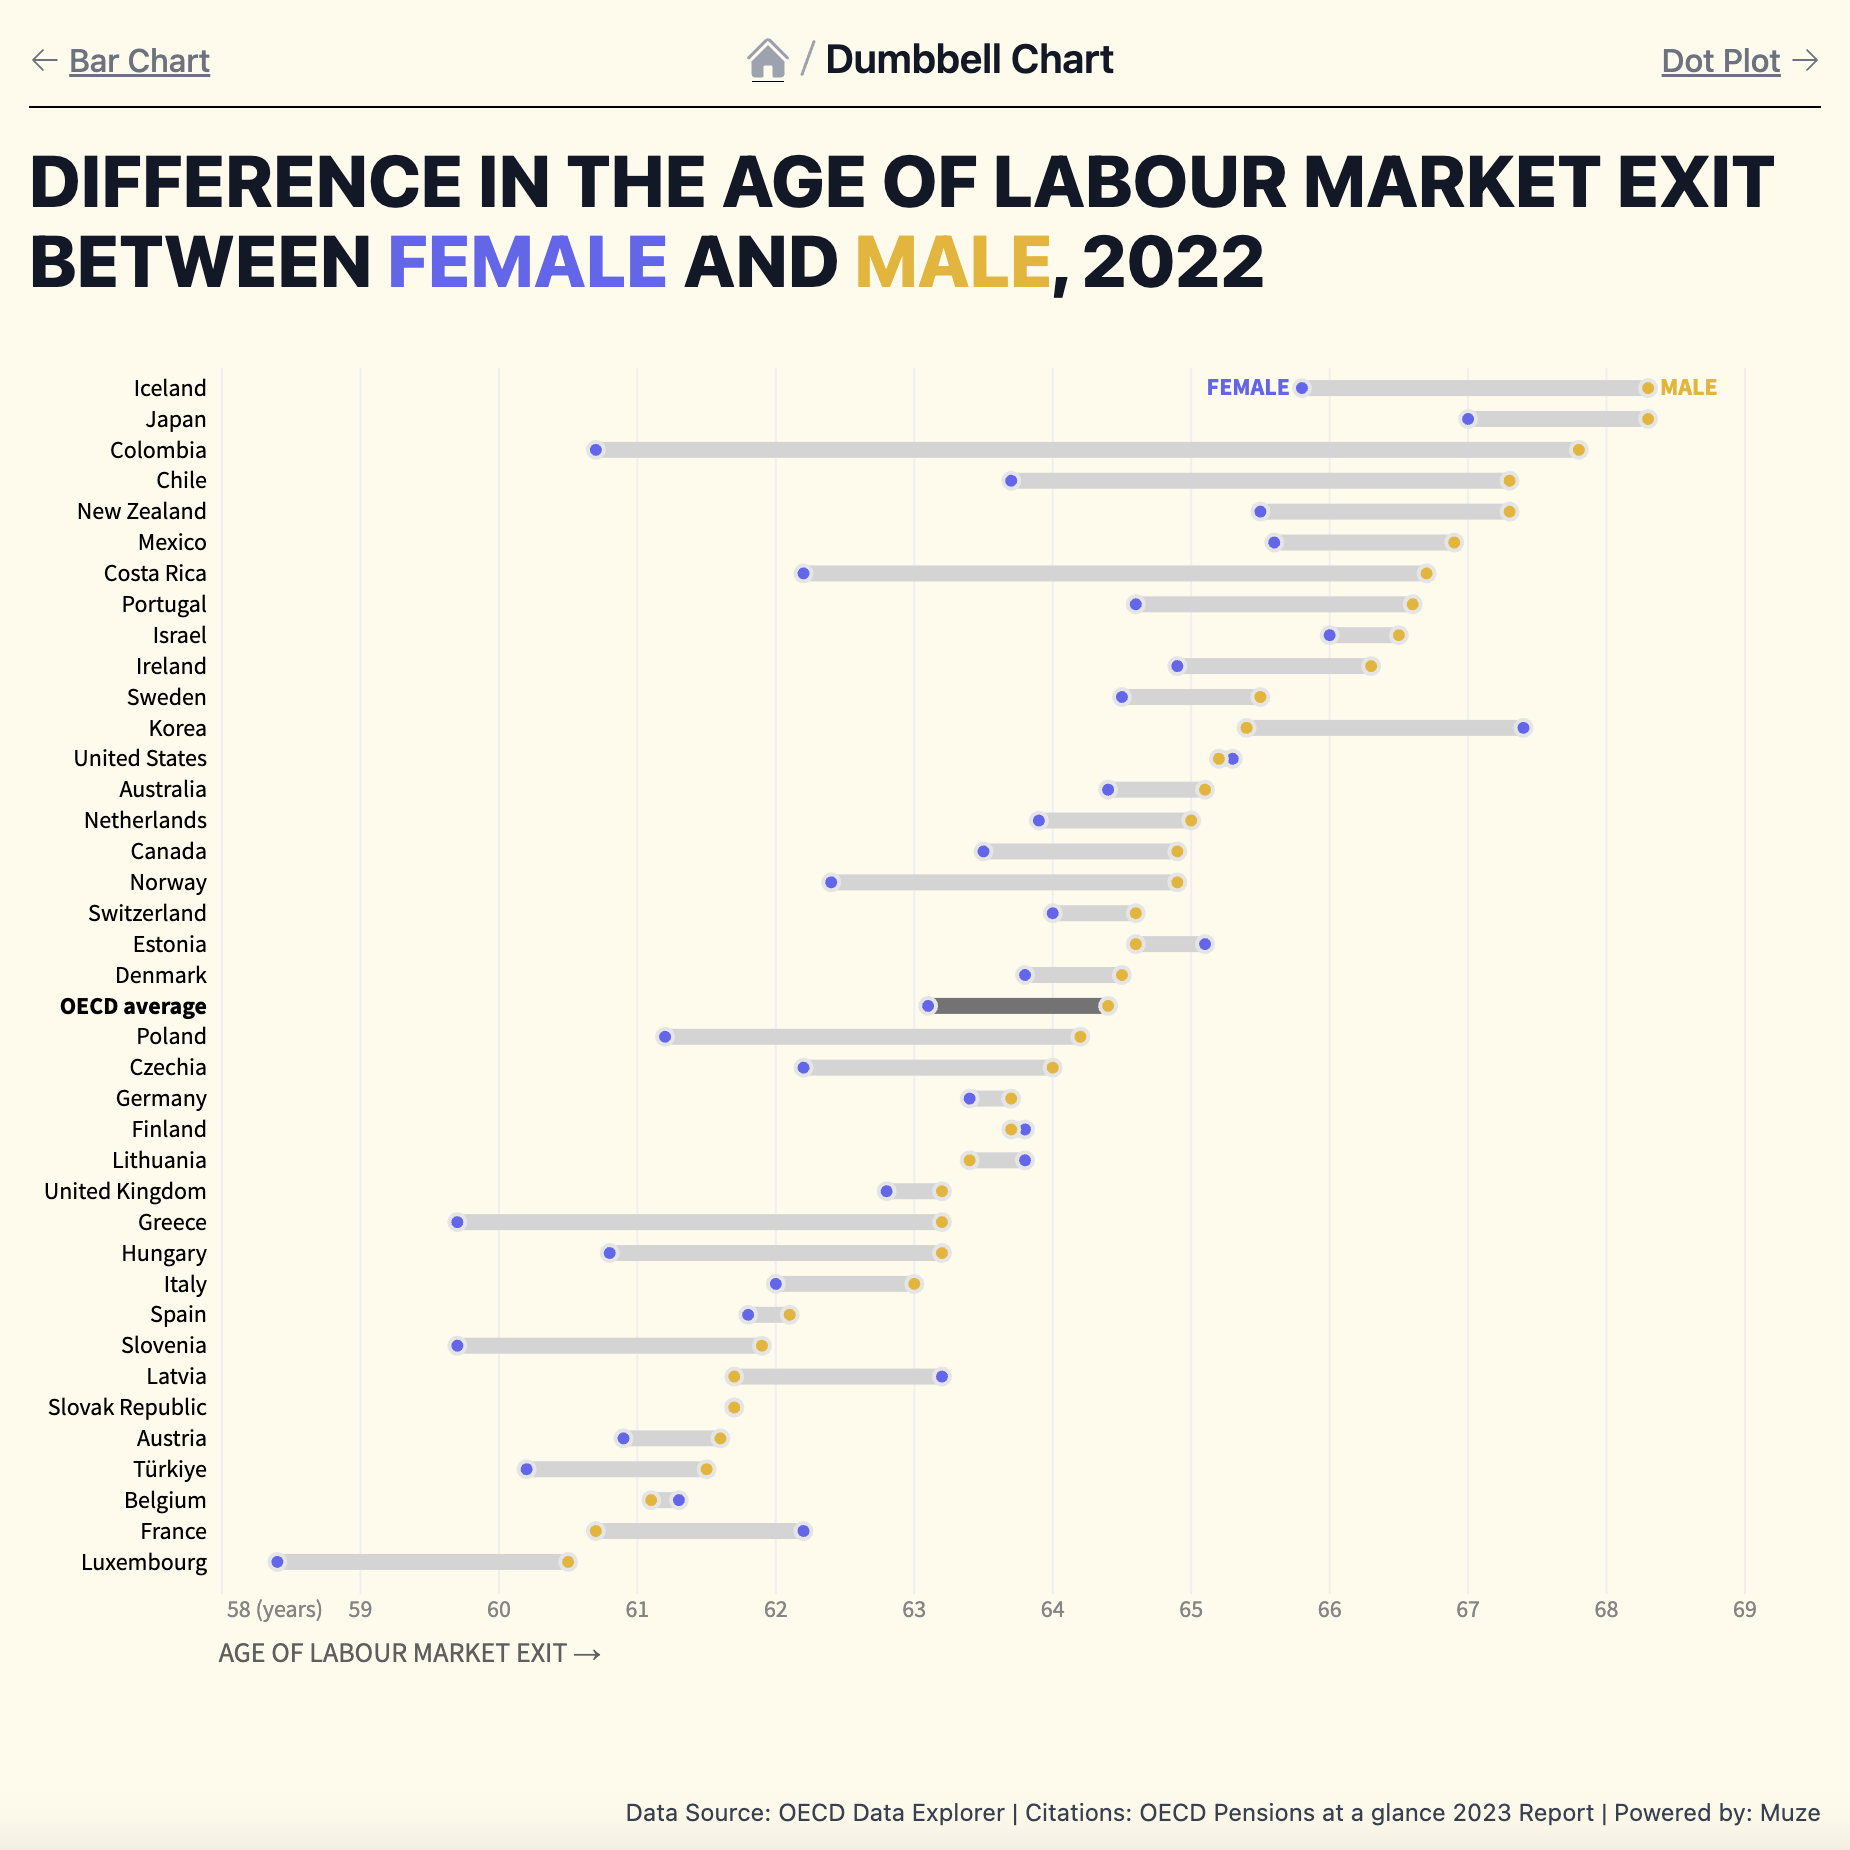 ← Bar Chart
/ Dumbbell Chart
Dot Plot →
DIFFERENCE IN THE AGE OF LABOUR MARKET EXIT
BETWEEN FEMALE AND MALE, 2022
Iceland
FEMALE
MALE
Japan
Colombia
Chile
New Zealand
Mexico
Costa Rica
Portugal
Israel
Ireland
Sweden
Korea
United States
Australia
Netherlands
Canada
Norway
Switzerland
Estonia
Denmark
OECD average
Poland
Czechia
Germany
Finland
Lithuania
United Kingdom
Greece
Hungary
Italy
Spain
Slovenia
Latvia
Slovak Republic
Austria
Türkiye
Belgium
France
Luxembourg
58 (years) 59 60 61 62 63 64 65 66 67 68 69
AGE OF LABOUR MARKET EXIT →
Data Source: OECD Data Explorer | Citations: OECD Pensions at a glance 2023 Report | Powered by: Muze